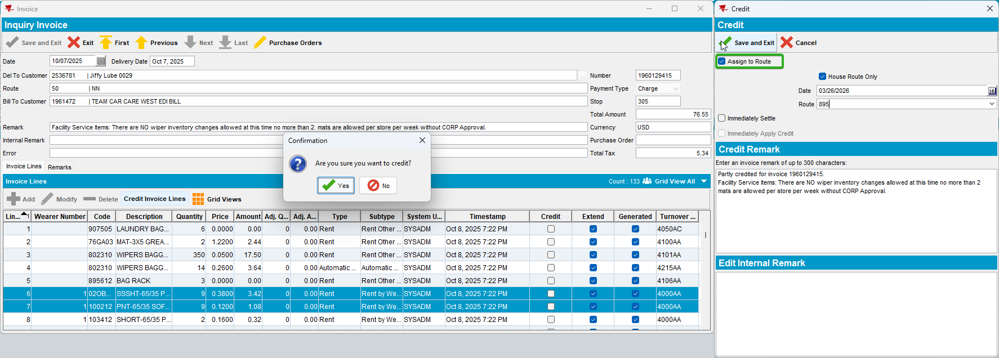 Invoice
Inquiry Invoice
Save and Exit Exit First Previous Next Last Purchase Orders
Date 10/07/2025 16 Delivery Date Oct 7, 2025
Del To Customer 2536781 | Jiffy Lube 0029 ... Number 1960129415
Route 50 | NN Payment Type Charge
Bill To Customer 1961472 | TEAM CAR CARE WEST EDI BILL Stop 305
Total Amount 76.55
Remark Facility Service Items: There are NO wiper inventory changes allowed at this time no more than 2 mats are allowed per store per week without CORP Approval. Currency USD
Internal Remark Purchase Order
Error Total Tax 5.34
Invoice Lines Remarks
Invoice Lines Count : 133 Grid View All
Add Modify Delete Credit Invoice Lines Grid Views
Lin... 1 Wearer Number Code Description Quantity Price Amount Adj. Q... Adj. A... Type Subtype System U... Timestamp Credit Extend Generated Turnover ...
1 907505 LAUNDRY BAG... 6 0.0000 0.00 0 0.00 Rent Rent Other ... SYSADM Oct 8, 2025 7:22 PM 4050AC
2 76GA03 MAT-3X5 GREA... 2 1.2200 2.44 0 0.00 Rent Rent Other ... SYSADM Oct 8, 2025 7:22 PM 4100AA
3 802310 WIPERS BAGG... 350 0.0500 17.50 0 0.00 Rent Rent Other ... SYSADM Oct 8, 2025 7:22 PM 4101AA
4 802310 WIPERS BAGG... 14 0.2600 3.64 0 0.00 Automatic ... Automatic ... SYSADM Oct 8, 2025 7:22 PM 4215AA
5 895612 BAG RACK 3 0.0000 0.00 0 0.00 Rent Rent Other ... SYSADM Oct 8, 2025 7:22 PM 4106AA
6 1 02OB... SSSHT-65/35 P... 9 0.3800 3.42 0 0.00 Rent Rent by We... SYSADM Oct 8, 2025 7:22 PM 4000AA
7 1 100212 PNT-65/35 SOF... 9 0.1200 1.08 0 0.00 Rent Rent by We... SYSADM Oct 8, 2025 7:22 PM 4000AA
8 1 103412 SHORT-65/35 P... 2 0.1600 0.32 0 0.00 Rent Rent by We... SYSADM Oct 8, 2025 7:22 PM 4000AA
Confirmation
Are you sure you want to credit?
Yes No
Credit
Credit
Save and Exit Cancel
Assign to Route
House Route Only
Date 03/26/2026 16
Route 895
Immediately Settle
Immediately Apply Credit
Credit Remark
Enter an invoice remark of up to 300 characters:
Partly credited for invoice 1960129415.
Facility Service Items: There are NO wiper inventory changes allowed at this time no more than 2
mats are allowed per store per week without CORP Approval.
Edit Internal Remark